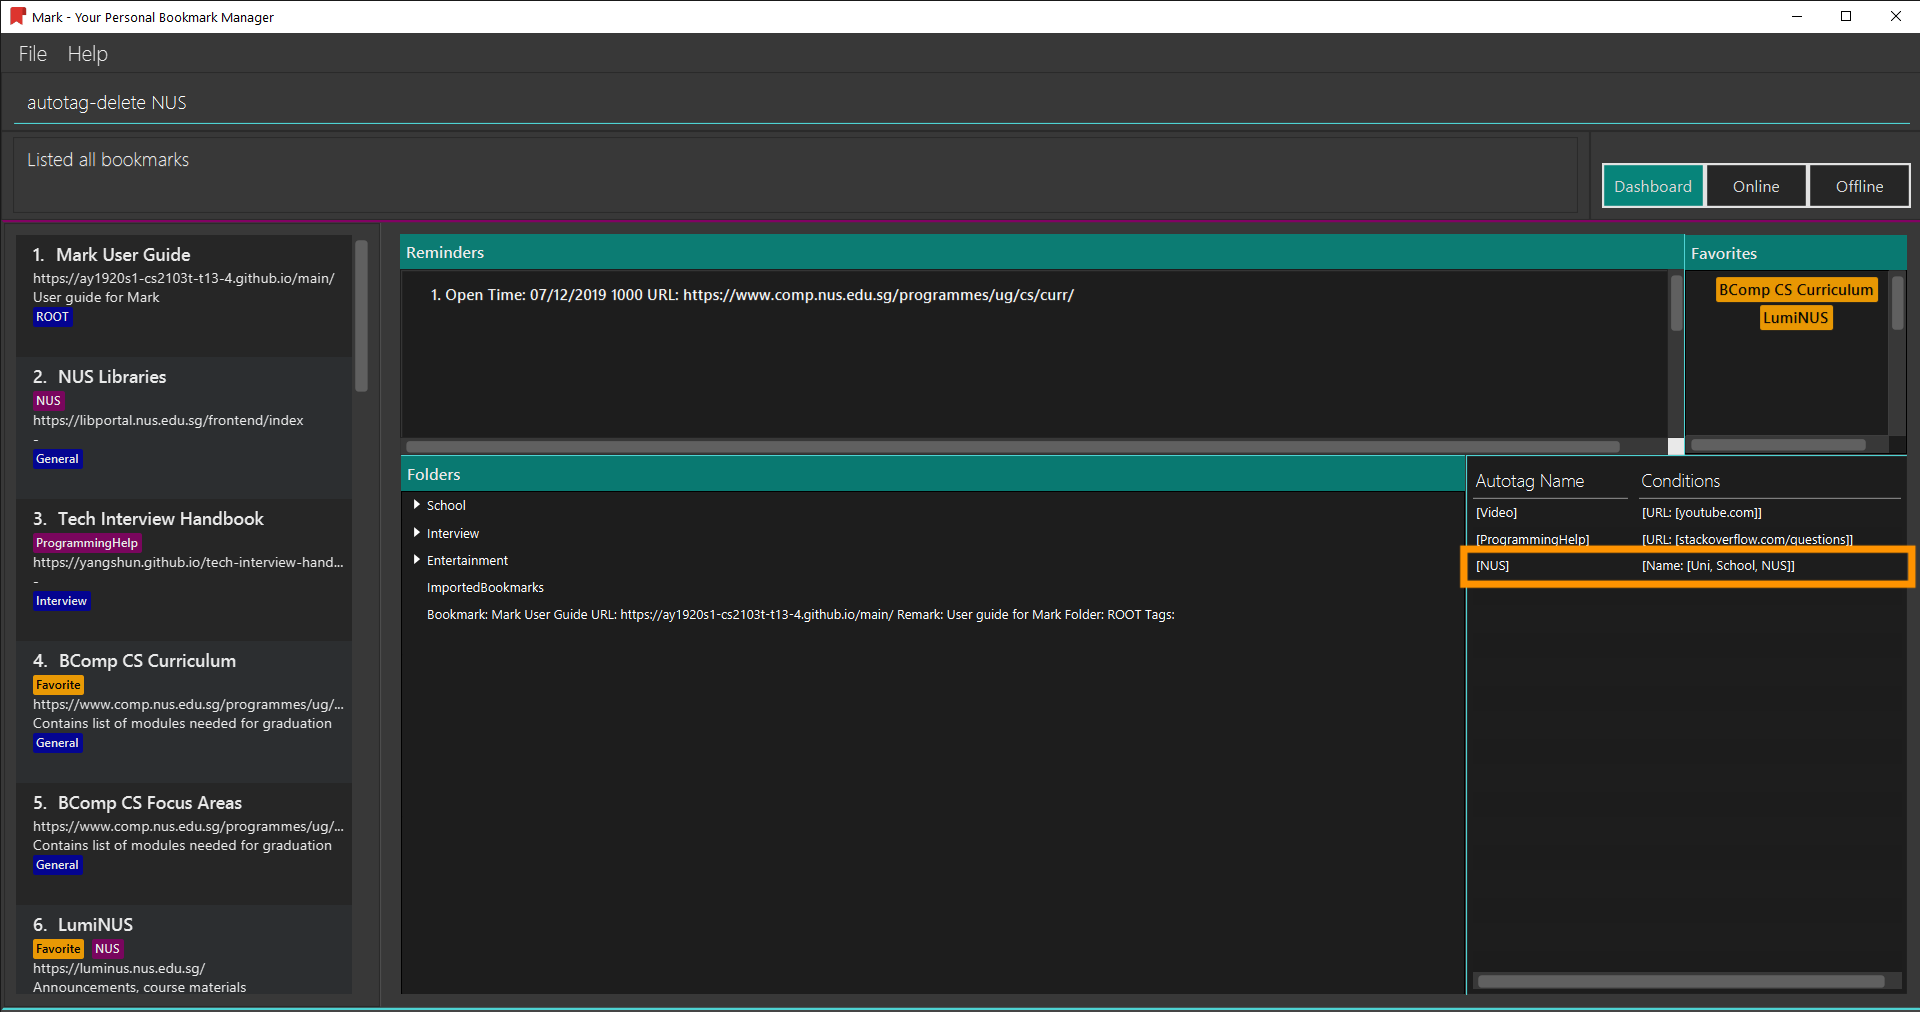 Mark - Your Personal Bookmark Manager
File Help
autotag-delete NUS
Listed all bookmarks
Dashboard Online Offline
1. Mark User Guide
https://ay1920s1-cs2103t-t13-4.github.io/main/
User guide for Mark
ROOT
2. NUS Libraries
NUS
https://libportal.nus.edu.sg/frontend/index
-
General
3. Tech Interview Handbook
ProgrammingHelp
https://yangshun.github.io/tech-interview-hand...
-
Interview
4. BComp CS Curriculum
Favorite
https://www.comp.nus.edu.sg/programmes/ug/...
Contains list of modules needed for graduation
General
5. BComp CS Focus Areas
https://www.comp.nus.edu.sg/programmes/ug/...
Contains list of modules needed for graduation
General
6. LumiNUS
Favorite NUS
https://luminus.nus.edu.sg/
Announcements, course materials
Reminders
1. Open Time: 07/12/2019 1000 URL: https://www.comp.nus.edu.sg/programmes/ug/cs/curr/
Favorites
BComp CS Curriculum
LumiNUS
Folders
School
Interview
Entertainment
ImportedBookmarks
Bookmark: Mark User Guide URL: https://ay1920s1-cs2103t-t13-4.github.io/main/ Remark: User guide for Mark Folder: ROOT Tags:
Autotag Name Conditions
[Video] [URL: [youtube.com]]
[ProgrammingHelp] [URL: [stackoverflow.com/questions]]
[NUS] [Name: [Uni, School, NUS]]